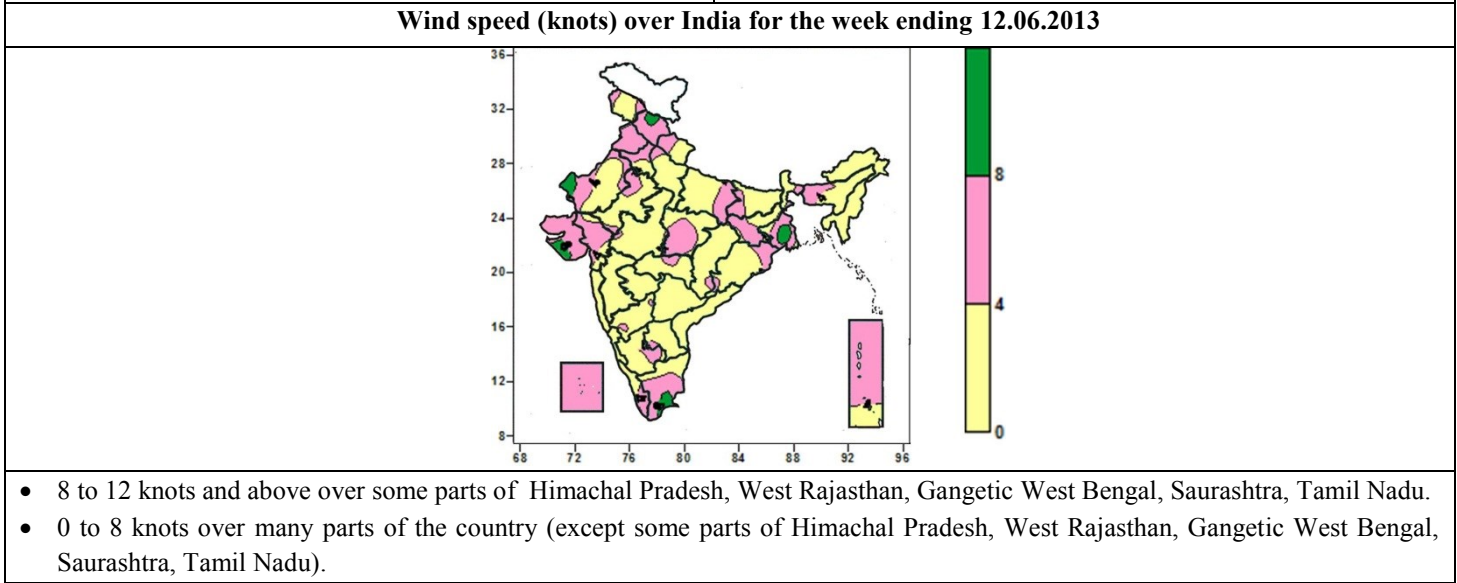 Wind speed (knots) over India for the week ending 12.06.2013
36
32
28
24
20
16
12
8
68 72 76 80 84 88 92 96
8
4
0
• 8 to 12 knots and above over some parts of Himachal Pradesh, West Rajasthan, Gangetic West Bengal, Saurashtra, Tamil Nadu.
• 0 to 8 knots over many parts of the country (except some parts of Himachal Pradesh, West Rajasthan, Gangetic West Bengal,
Saurashtra, Tamil Nadu).